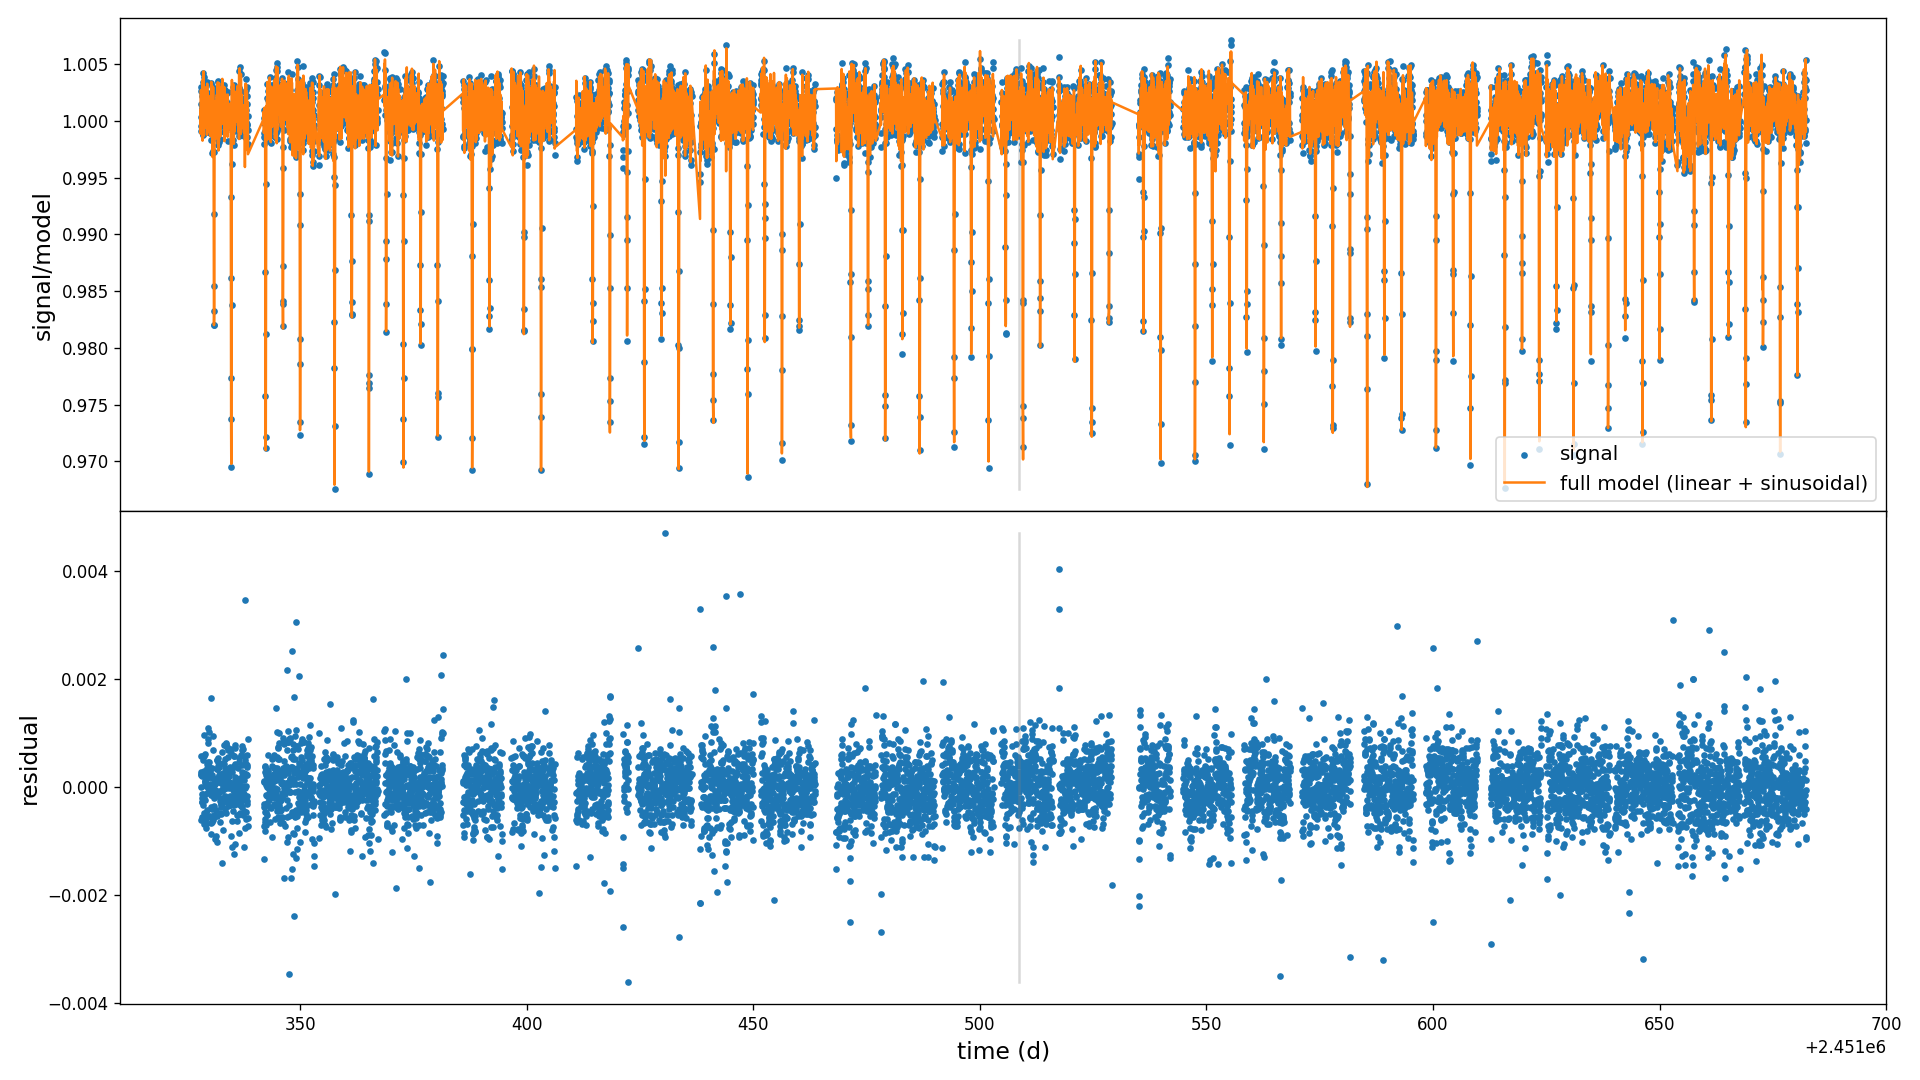 1.005
1.000
0.995
0.990
0.985
0.980
0.975
0.970
signal/model
signal
full model (linear + sinusoidal)
0.004
0.002
0.000
−0.002
−0.004
residual
350 400 450 500 550 600 650 700
time (d)
+2.451e6